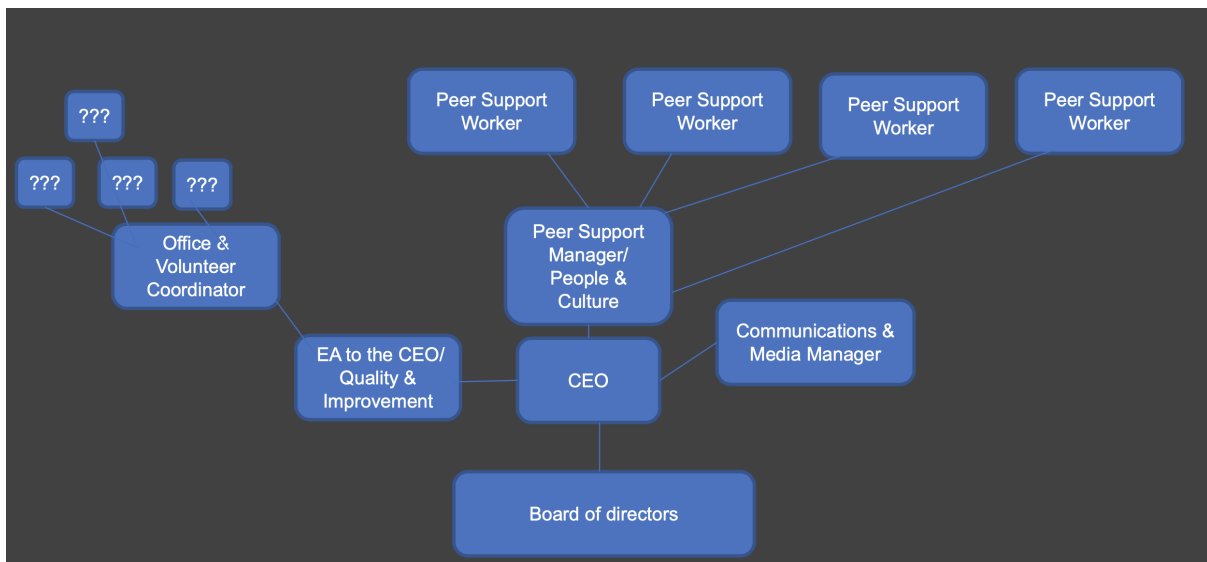 Peer Support
Worker
Peer Support
Worker
Peer Support
Worker
Peer Support
Worker
???
???
???
???
Office &
Volunteer
Coordinator
Peer Support
Manager/
People &
Culture
EA to the CEO/
Quality &
Improvement
CEO
Communications &
Media Manager
Board of directors